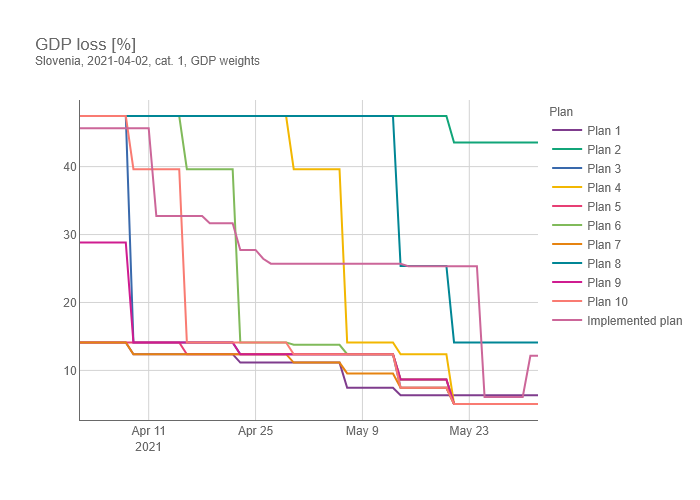 GDP loss [%]
Slovenia, 2021-04-02, cat. 1, GDP weights
Plan
Plan 1
Plan 2
Plan 3
Plan 4
Plan 5
Plan 6
Plan 7
Plan 8
Plan 9
Plan 10
Implemented plan
40
30
20
10
Apr 11
2021
Apr 25
May 9
May 23